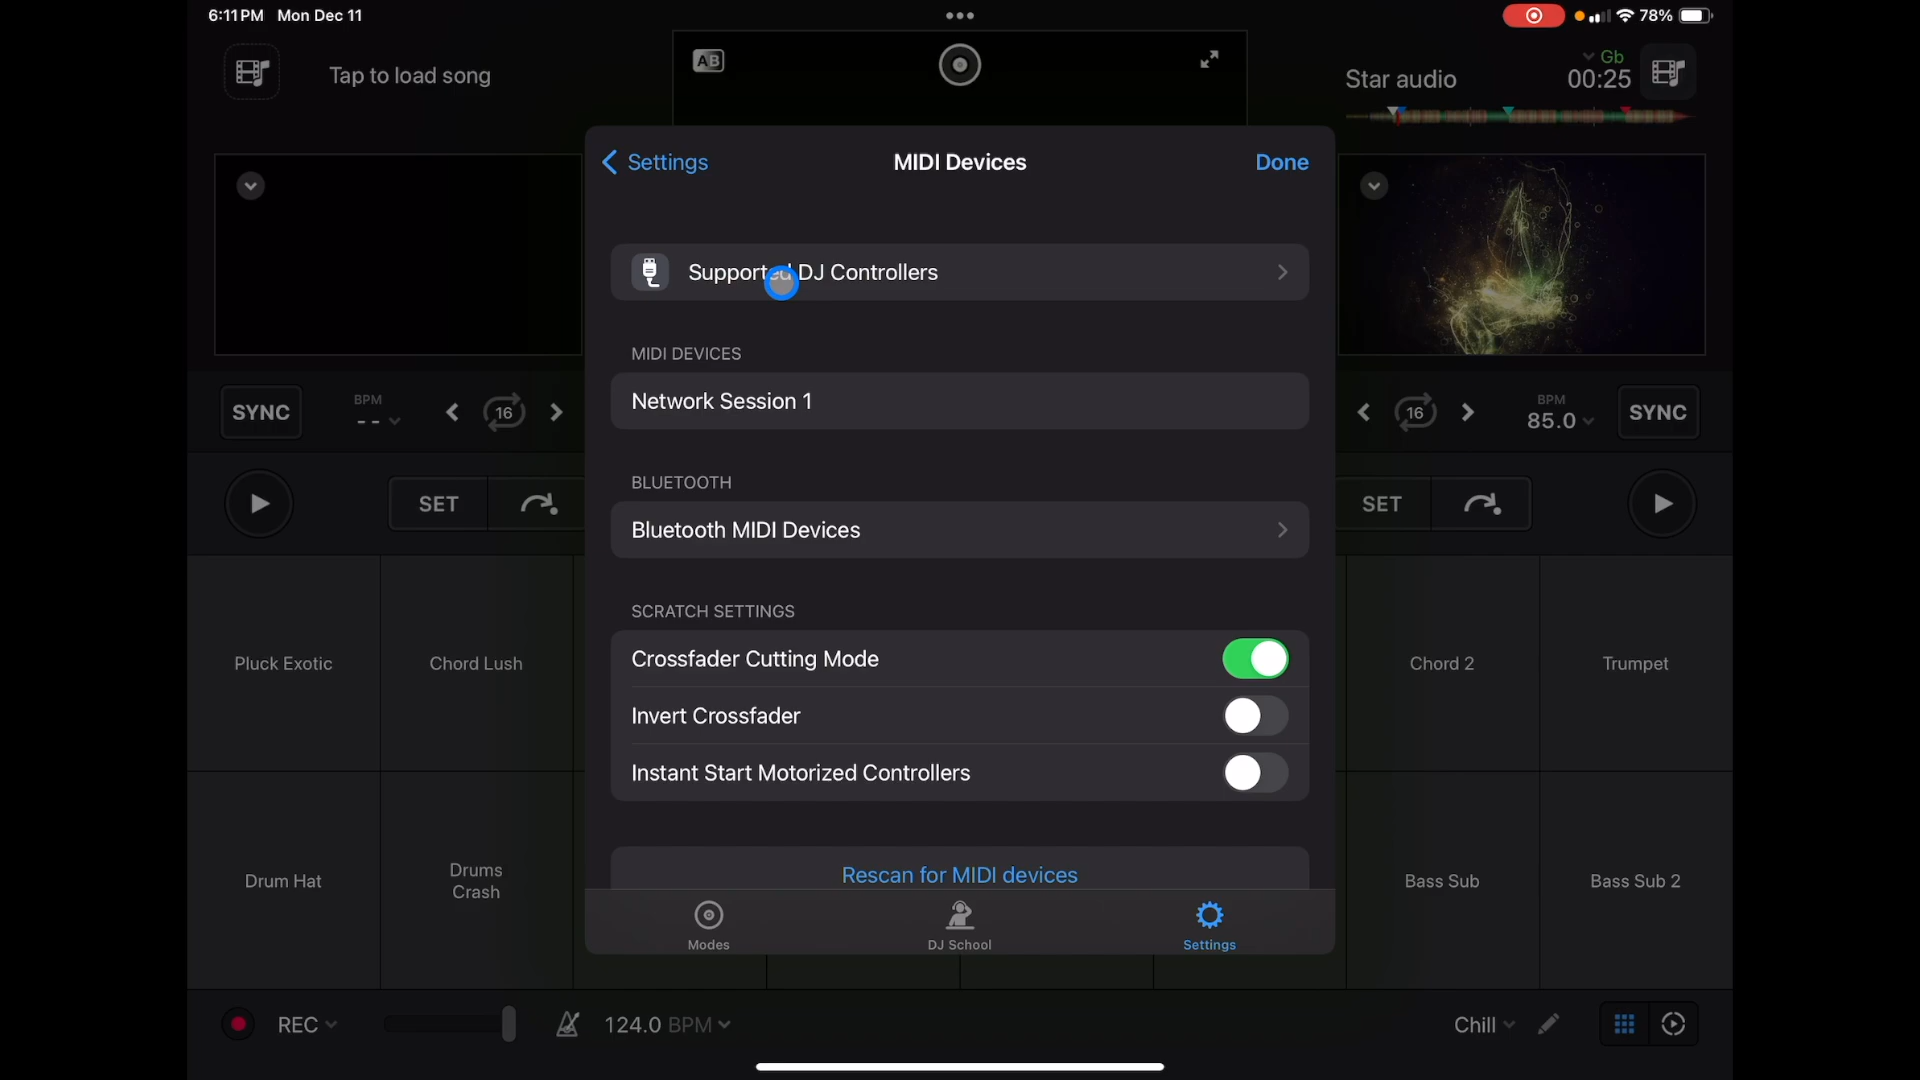 6:11 PM Mon Dec 11
78%
Tap to load song
AB
Star audio
Gb
00:25
Settings
MIDI Devices
Done
Supported DJ Controllers
MIDI DEVICES
Network Session 1
BLUETOOTH
Bluetooth MIDI Devices
SCRATCH SETTINGS
Crossfader Cutting Mode
Invert Crossfader
Instant Start Motorized Controllers
Rescan for MIDI devices
Modes
DJ School
Settings
SYNC
BPM
--
16
16
BPM
85.0
SYNC
SET
SET
Pluck Exotic
Chord Lush
Chord 2
Trumpet
Drum Hat
Drums
Crash
Bass Sub
Bass Sub 2
REC
124.0 BPM
Chill